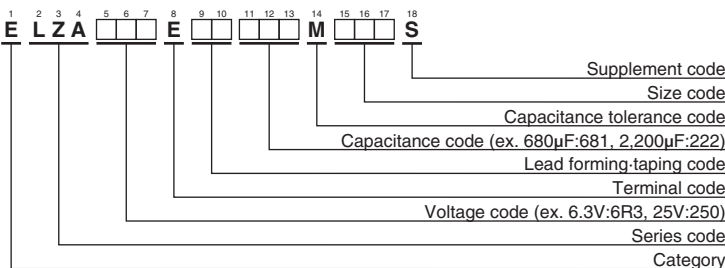 1 2 3 4 5 6 7 8 9 10 11 12 13 14 15 16 17 18
E L Z A □ □ □ E □ □ □ □ □ M □ □ □ S
Supplement code
Size code
Capacitance tolerance code
Capacitance code (ex. 680µF:681, 2,200µF:222)
Lead forming·taping code
Terminal code
Voltage code (ex. 6.3V:6R3, 25V:250)
Series code
Category